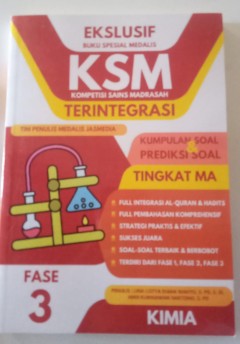 EKSLUSIF
BUKU SPESIAL MEDALIS
KSM
KOMPETISI SAINS MADRASAH
TERINTEGRASI
TIM PENULIS MEDALIS JASMEDIA
KUMPULAN SOAL
&
PREDIKSI SOAL
TINGKAT MA
FULL INTEGRASI AL-QURAN & HADITS
FULL PEMBAHASAN KOMPREHENSIF
STRATEGI PRAKTIS & EFEKTIF
SUKSES JUARA
SOAL-SOAL TERBAIK & BERBOBOT
TERDIRI DARI FASE 1, FASE 2, FASE 3
FASE
3
KIMIA